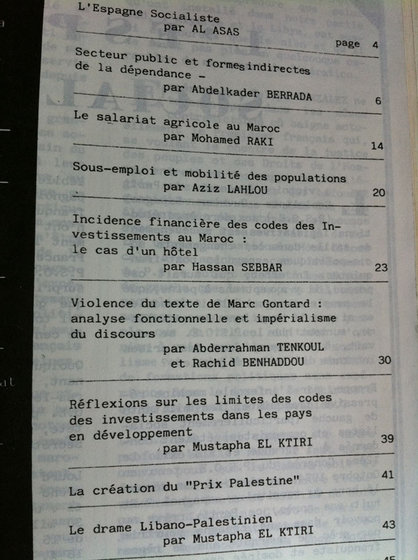 L'Espagne Socialiste
par AL ASAS
page 4
Secteur public et formes indirectes
de la dépendance -
par Abdelkader BERRADA
6
Le salariat agricole au Maroc
par Mohamed RAKI
14
Sous-emploi et mobilité des populations
par Aziz LAHLOU
20
Incidence financière des codes des In-
vestissements au Maroc :
le cas d'un hôtel
par Hassan SEBBAR
23
Violence du texte de Marc Gontard :
analyse fonctionnelle et impérialisme
du discours
par Abderrahman TENKOUL
et Rachid BENHADDOU
30
Réflexions sur les limites des codes
des investissements dans les pays
en développement
par Mustapha EL KTIRI
39
La création du "Prix Palestine"
41
Le drame Libano-Palestinien
par Mustapha EL KTIRI
43